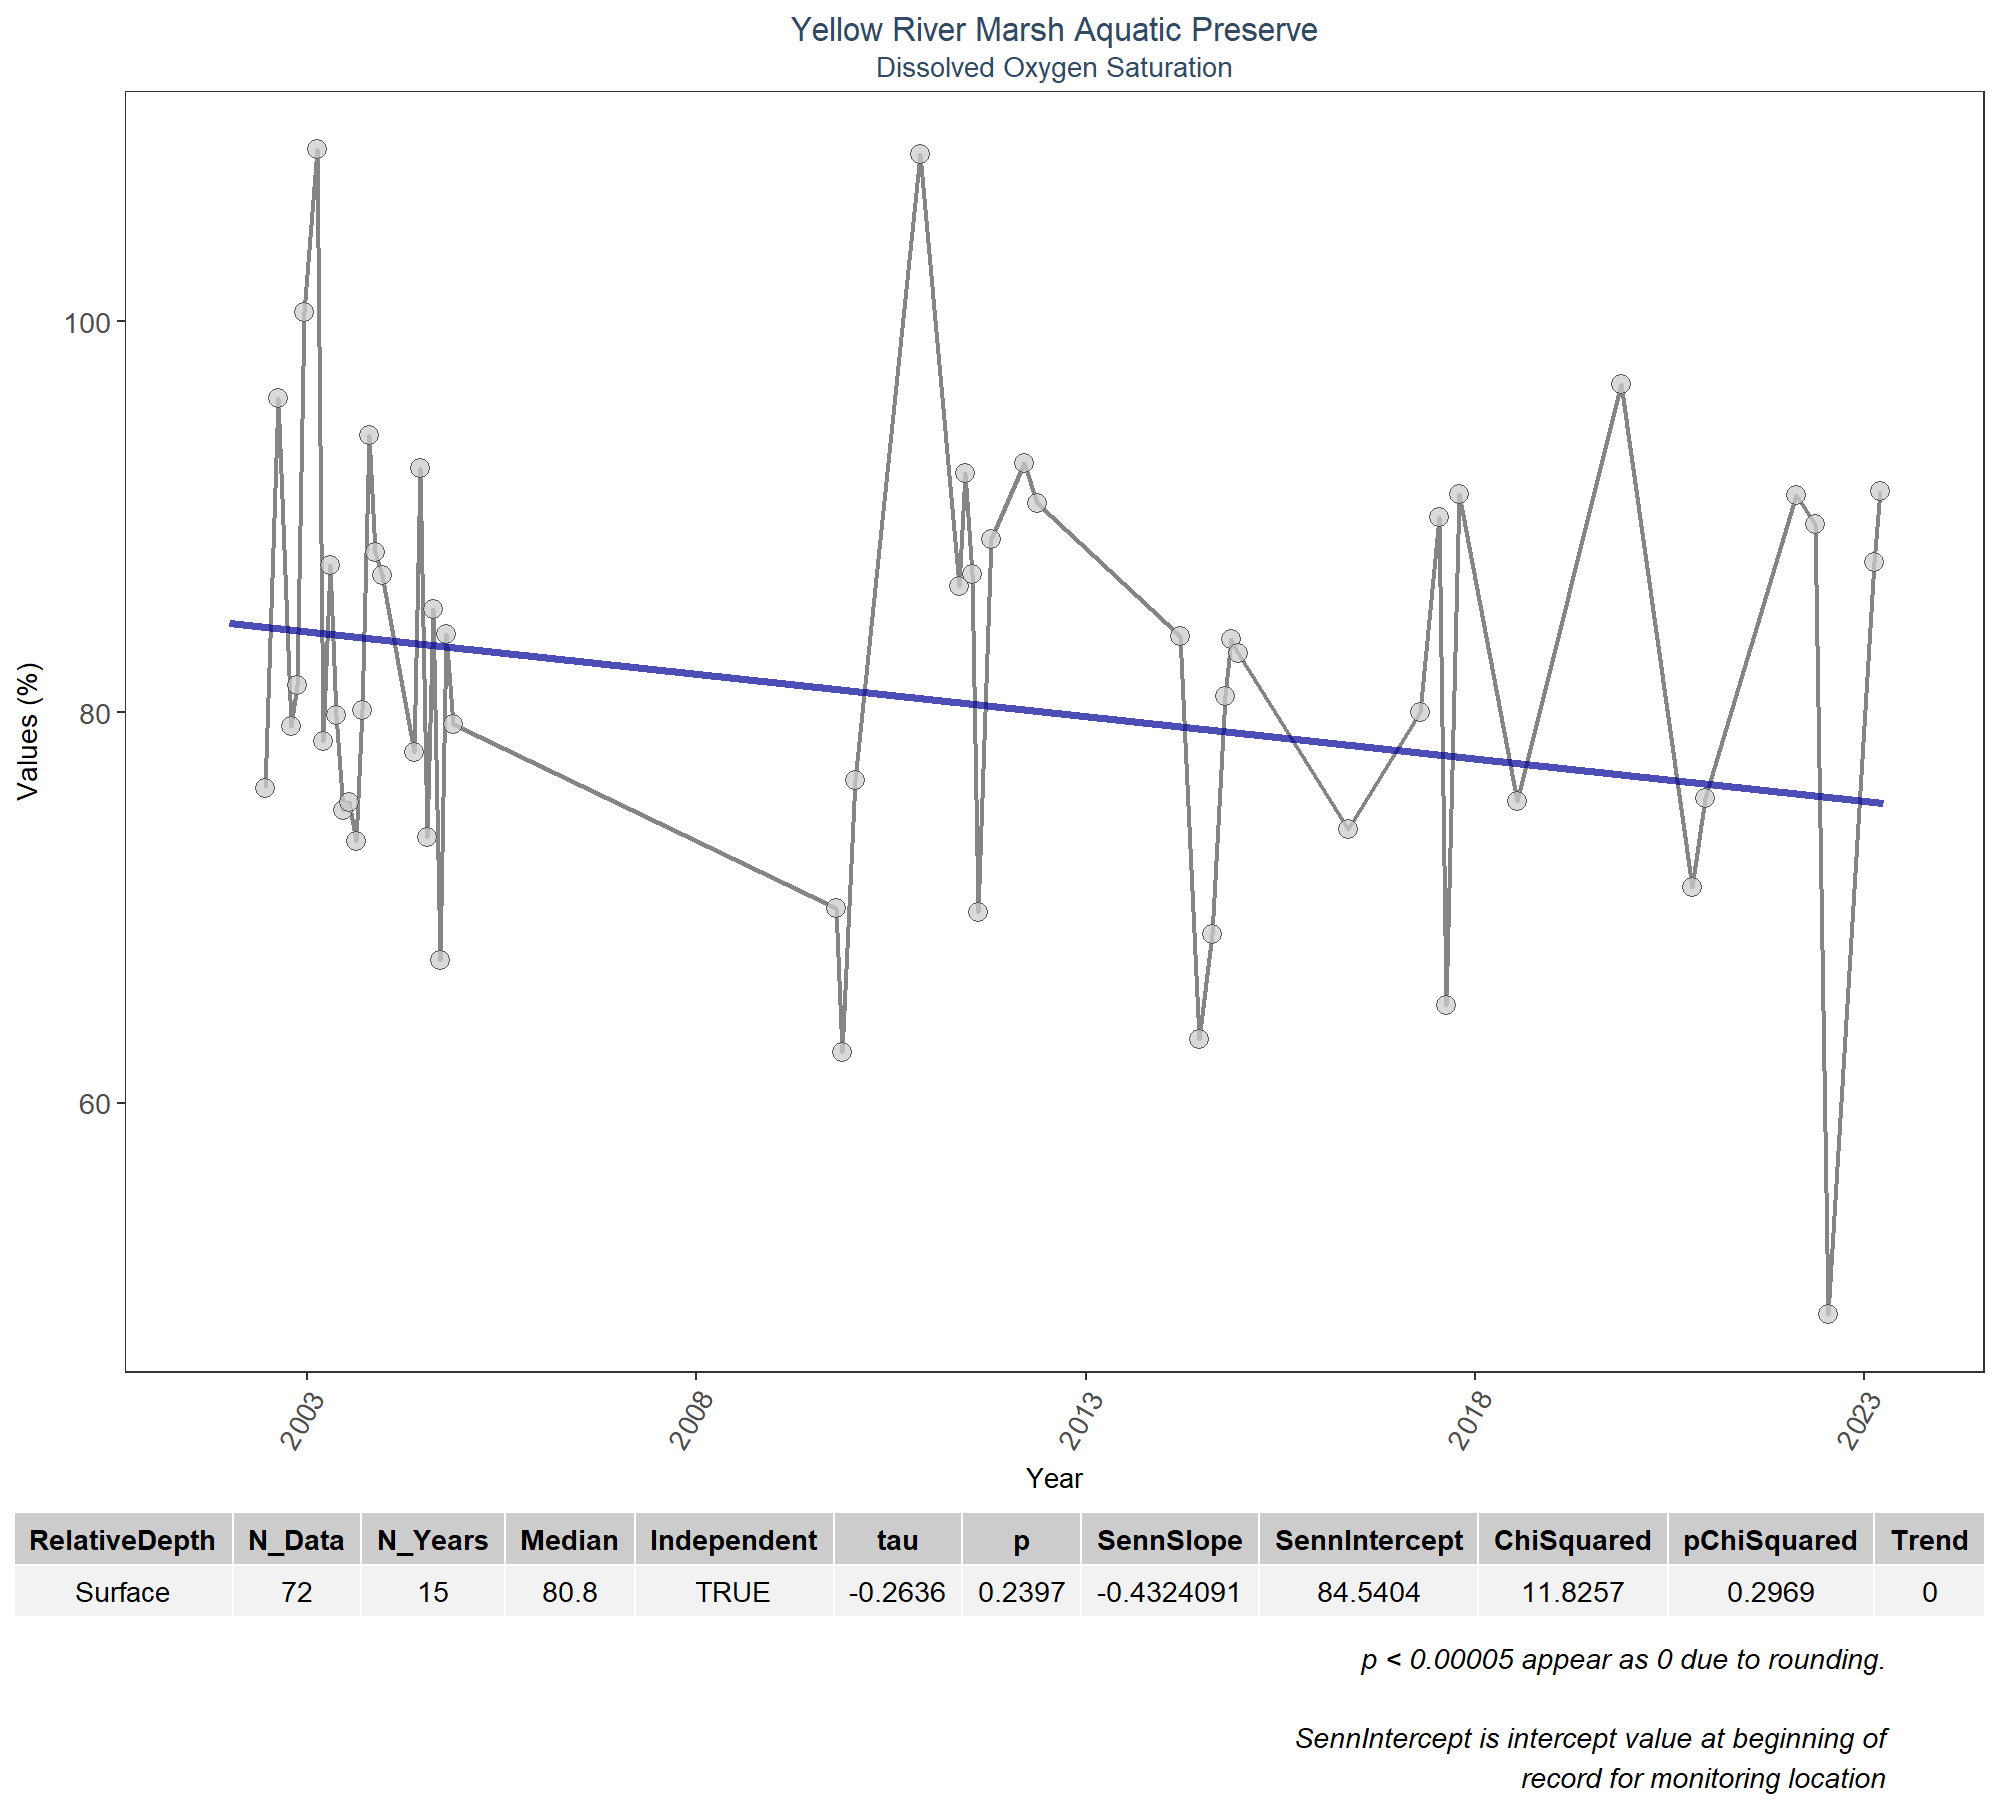 Yellow River Marsh Aquatic Preserve
Dissolved Oxygen Saturation
Values (%)
100
80
60
2003 2008 2013 2018 2023
Year
RelativeDepth N_Data N_Years Median Independent tau p SennSlope SennIntercept ChiSquared pChiSquared Trend
Surface 72 15 80.8 TRUE -0.2636 0.2397 -0.4324091 84.5404 11.8257 0.2969 0
p < 0.00005 appear as 0 due to rounding.
SennIntercept is intercept value at beginning of
record for monitoring location